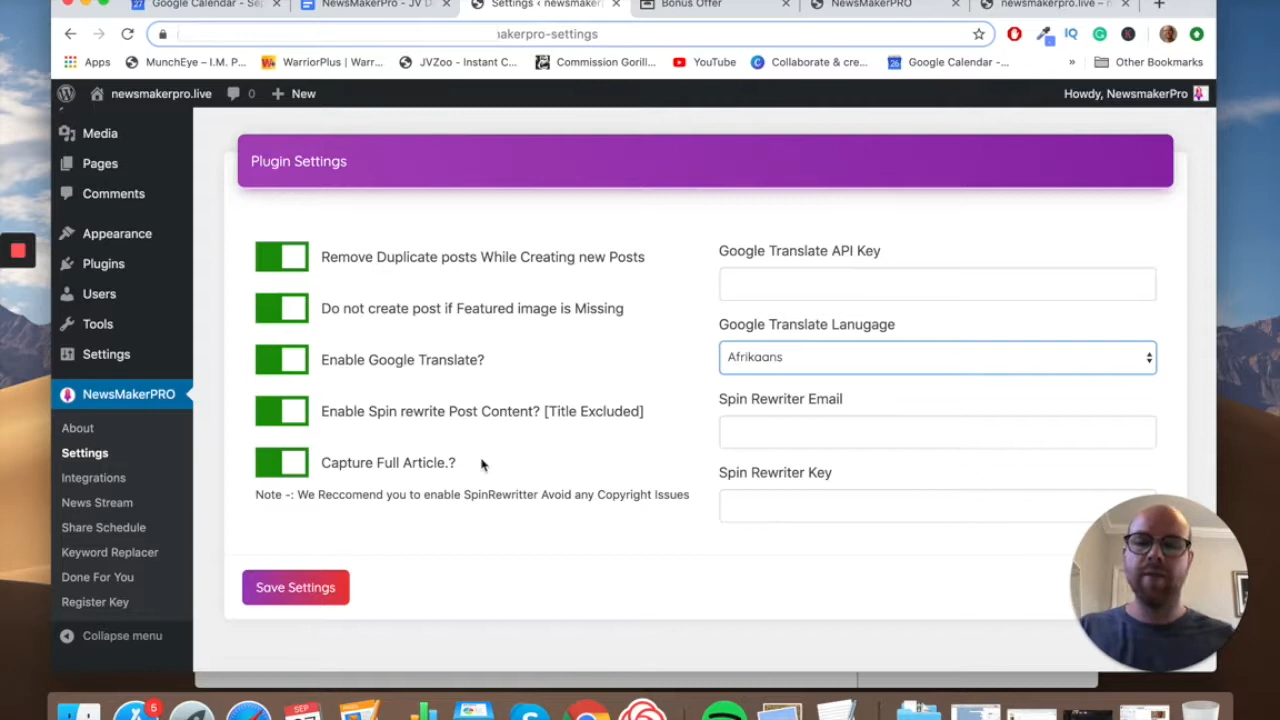 Google Calendar - Sep
NewsMakerPro - JV D
Settings ‹ newsmaker
Bonus Offer
NewsMakerPRO
newsmakerpro.live – n
akerpro-settings
IQ
Apps
MunchEye – I.M. P...
WarriorPlus | Warr...
JVZoo - Instant C...
Commission Gorill...
YouTube
Collaborate & cre...
Google Calendar -...
»
Other Bookmarks
newsmakerpro.live
0
New
Howdy, NewsmakerPro
Media
Pages
Comments
Appearance
Plugins
Users
Tools
Settings
NewsMakerPRO
About
Settings
Integrations
News Stream
Share Schedule
Keyword Replacer
Done For You
Register Key
Collapse menu
Plugin Settings
Remove Duplicate posts While Creating new Posts
Do not create post if Featured image is Missing
Enable Google Translate?
Enable Spin rewrite Post Content? [Title Excluded]
Capture Full Article.?
Note -: We Reccomend you to enable SpinRewritter Avoid any Copyright Issues
Google Translate API Key
Google Translate Lanugage
Afrikaans
Spin Rewriter Email
Spin Rewriter Key
Save Settings
5
SEP